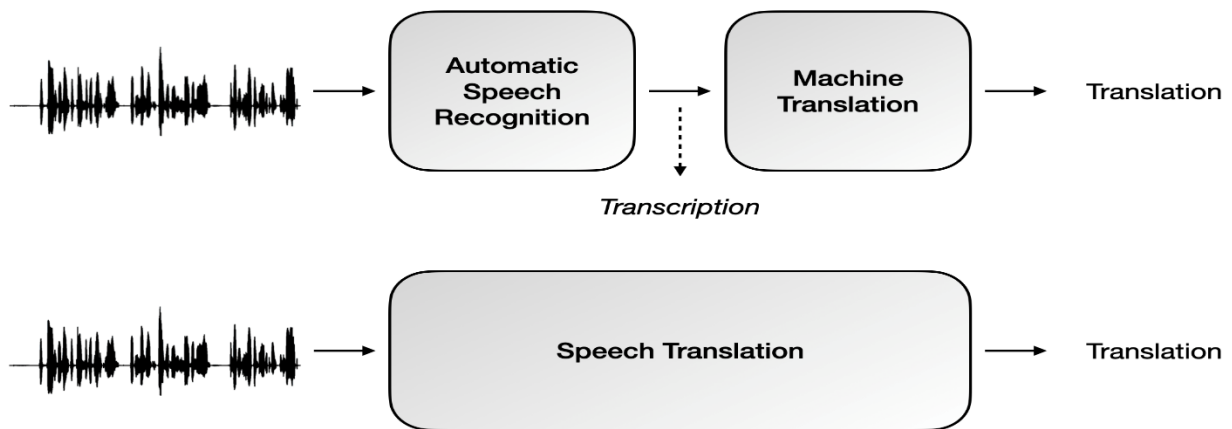 Automatic
Speech
Recognition
Machine
Translation
Translation
Transcription
Speech Translation
Translation